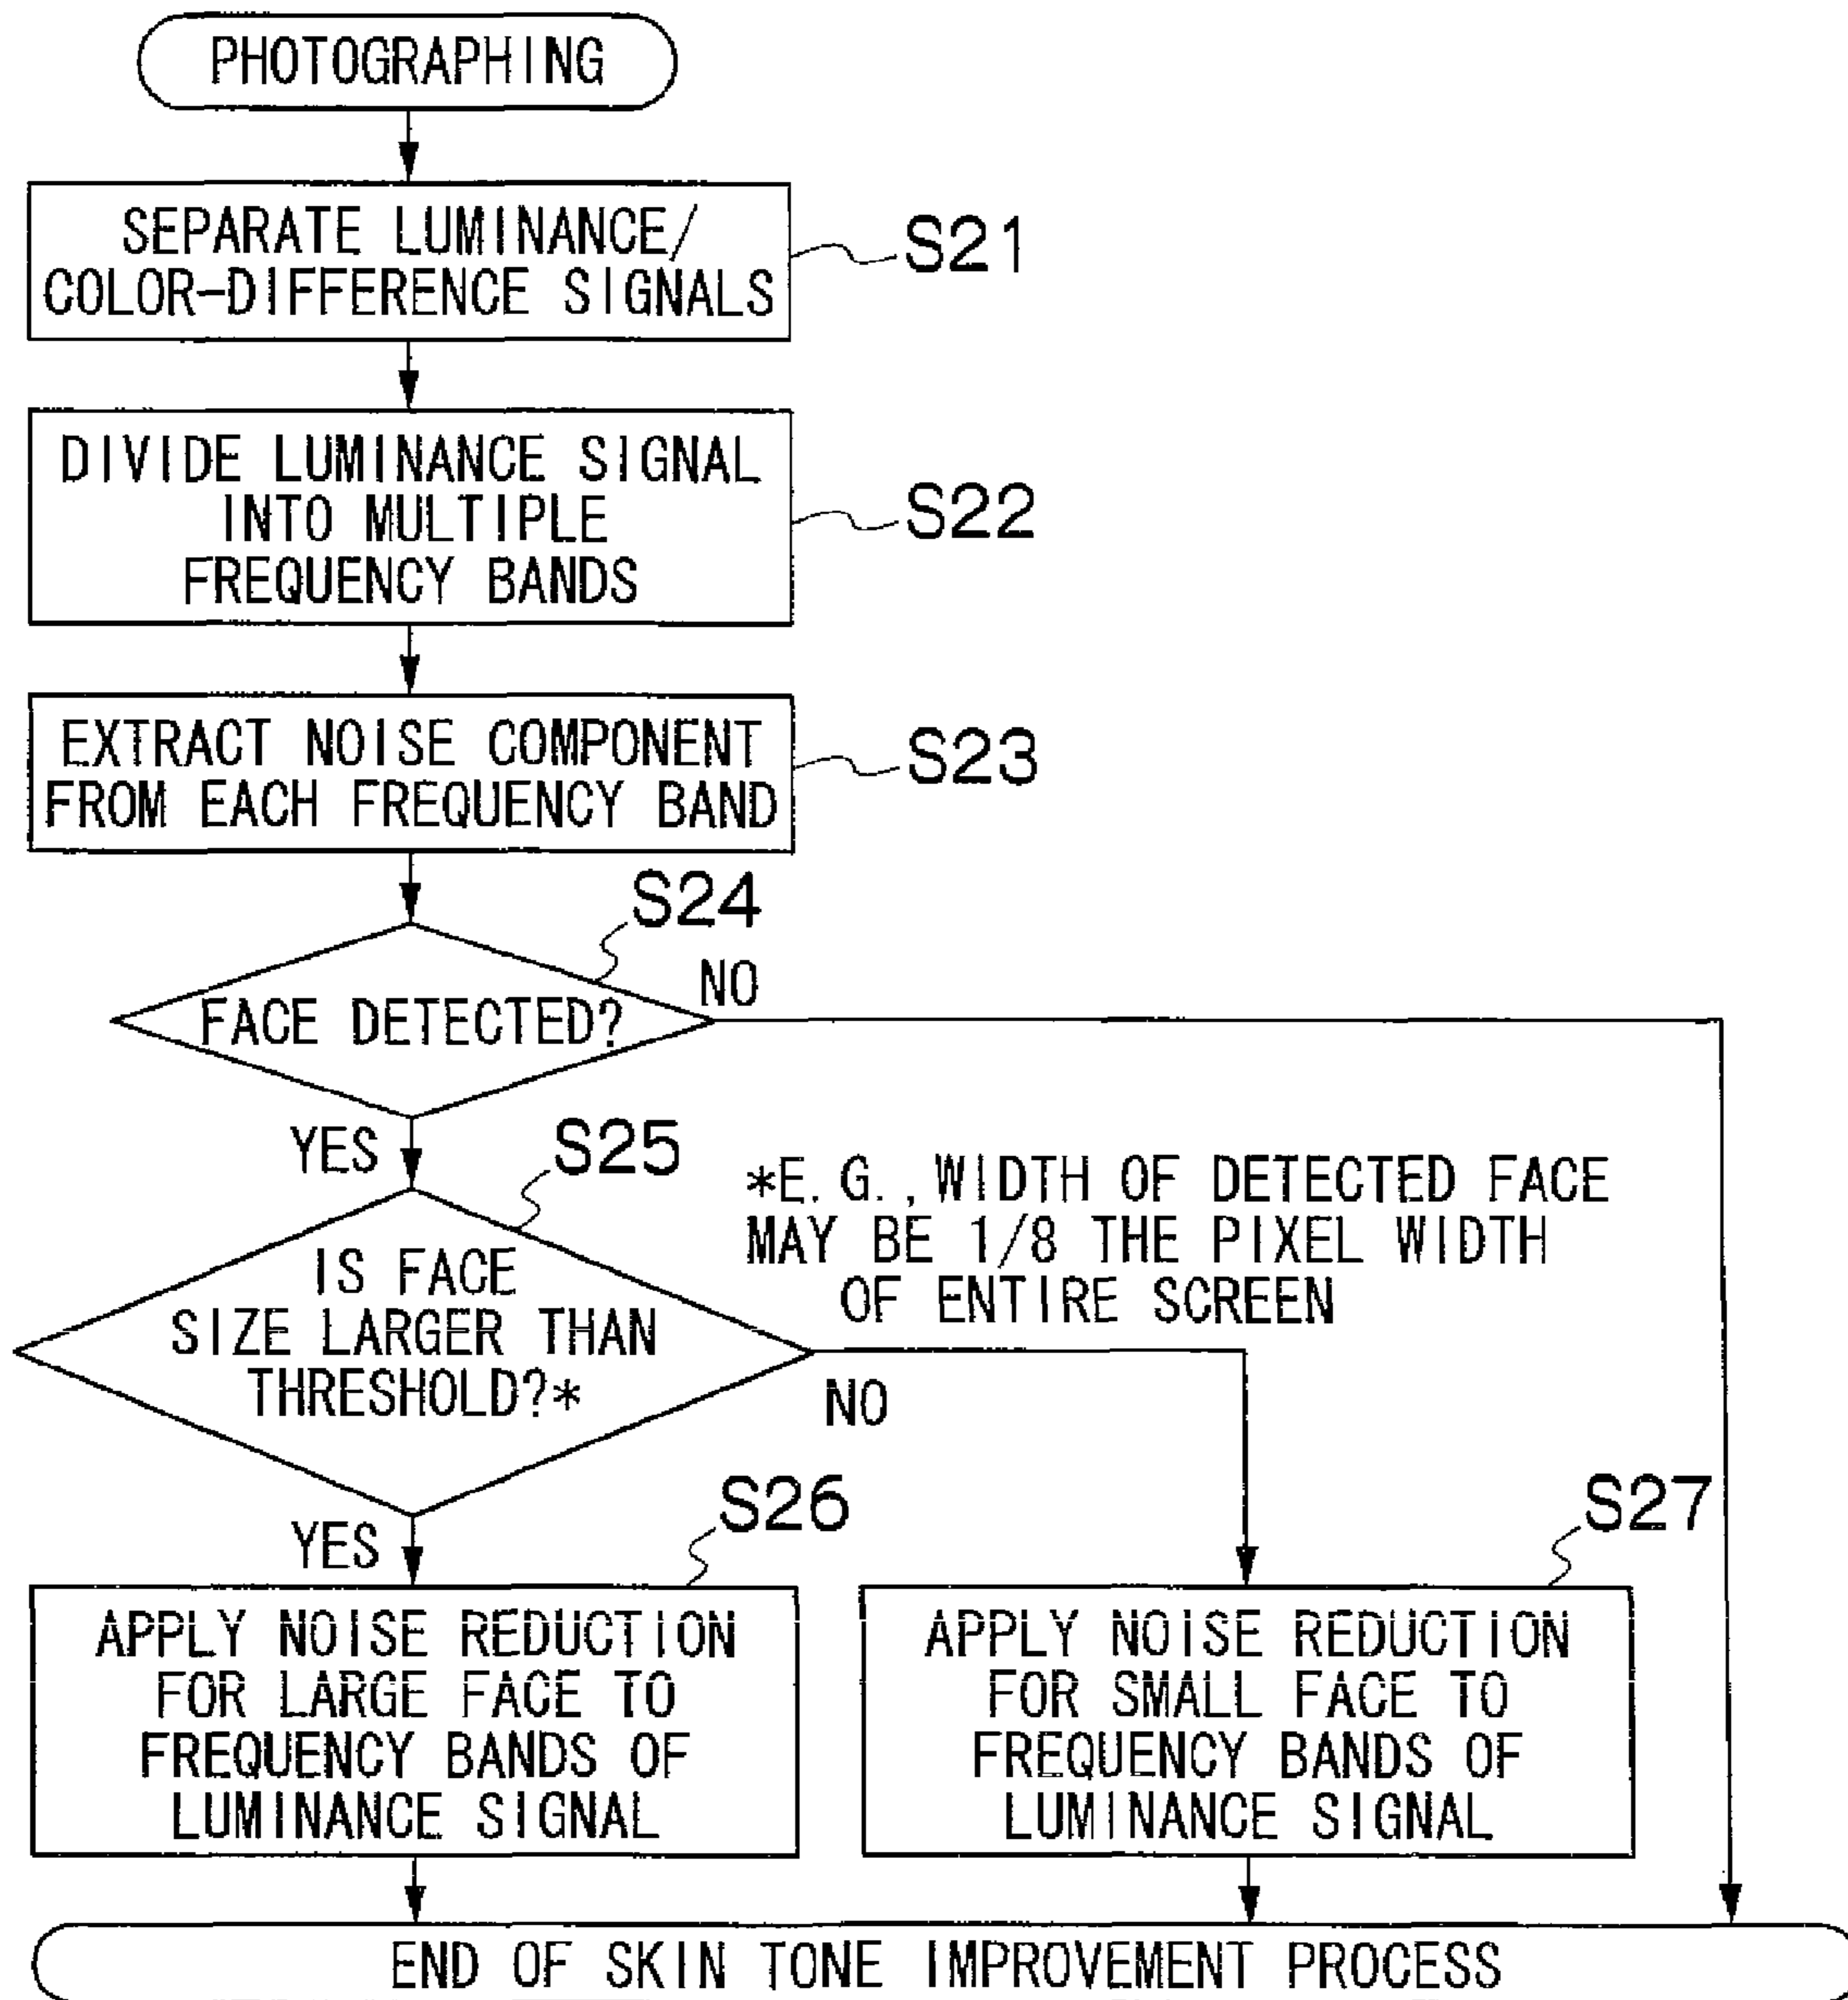 PHOTOGRAPHING
SEPARATE LUMINANCE/
COLOR-DIFFERENCE SIGNALS
S21
DIVIDE LUMINANCE SIGNAL
INTO MULTIPLE
FREQUENCY BANDS
S22
EXTRACT NOISE COMPONENT
FROM EACH FREQUENCY BAND
S23
S24
FACE DETECTED?
NO
YES
S25
IS FACE
SIZE LARGER THAN
THRESHOLD?*
*E.G.,WIDTH OF DETECTED FACE
MAY BE 1/8 THE PIXEL WIDTH
OF ENTIRE SCREEN
NO
YES
S26
APPLY NOISE REDUCTION
FOR LARGE FACE TO
FREQUENCY BANDS OF
LUMINANCE SIGNAL
S27
APPLY NOISE REDUCTION
FOR SMALL FACE TO
FREQUENCY BANDS OF
LUMINANCE SIGNAL
END OF SKIN TONE IMPROVEMENT PROCESS